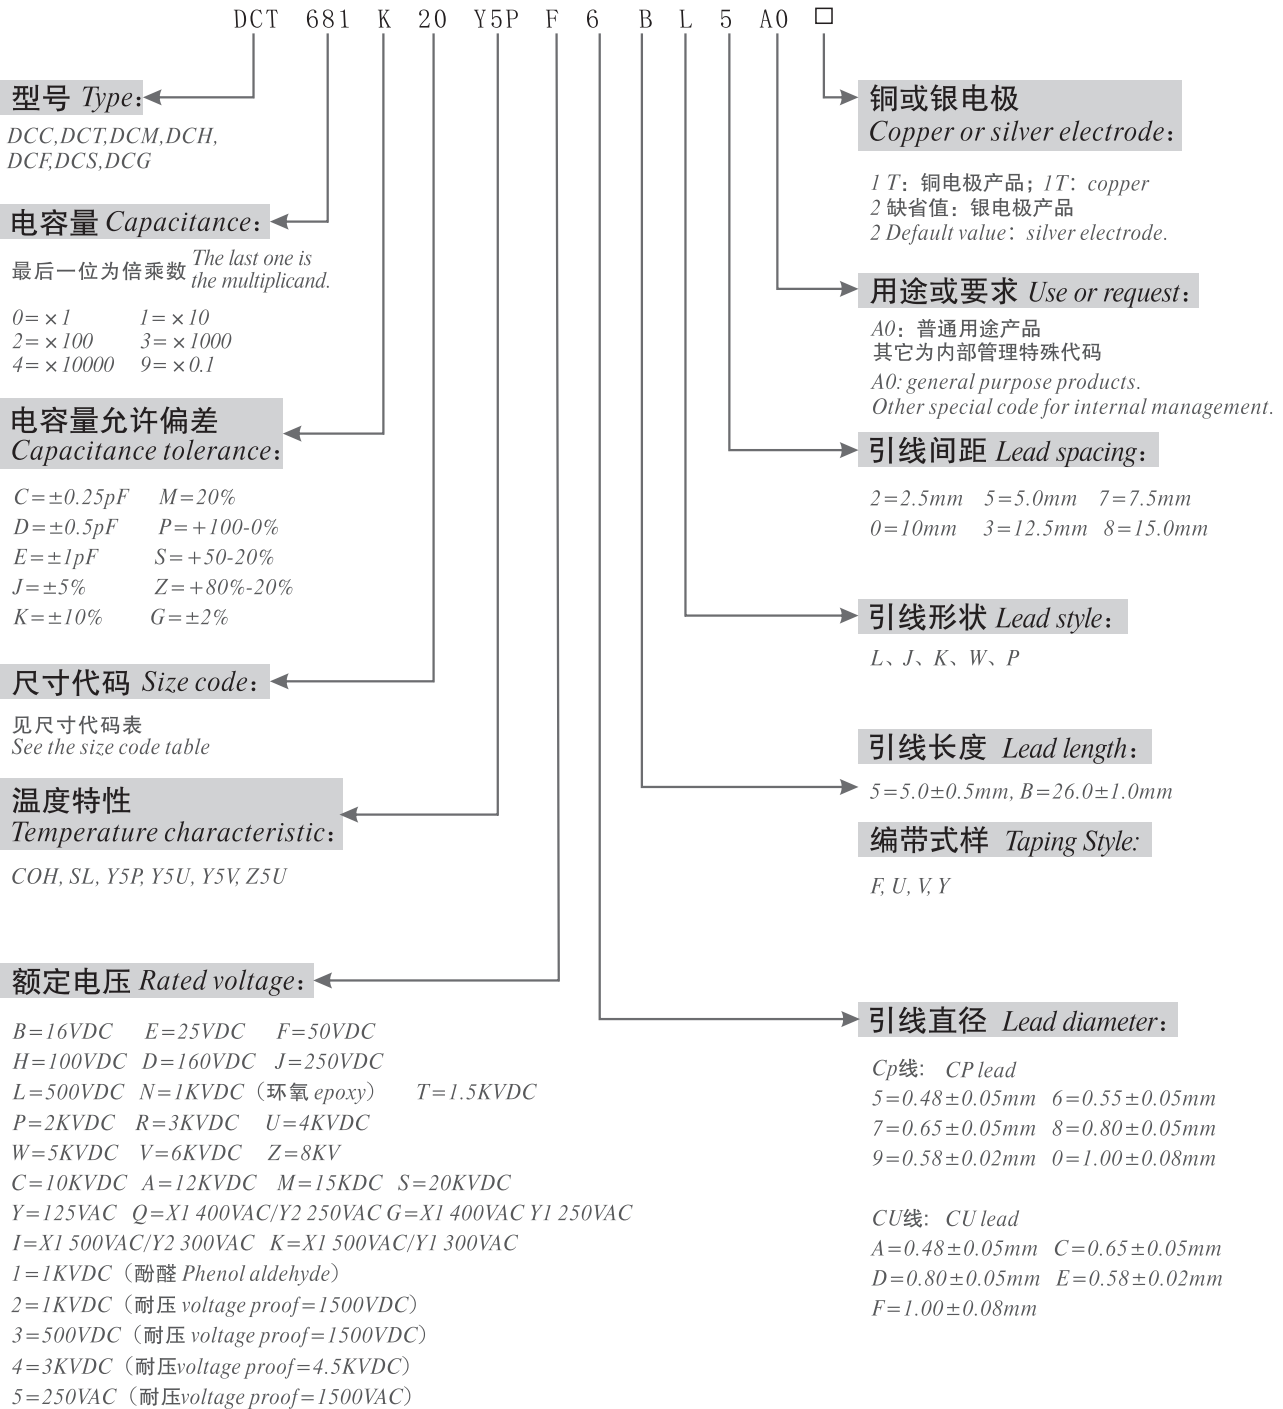 DCT 681 K 20 Y5P F 6 B L 5 A0 □
型号 Type：
DCC,DCT,DCM,DCH,
DCF,DCS,DCG
电容量 Capacitance：
最后一位为倍乘数 The last one is
the multiplicand.
0=×1 1=×10
2=×100 3=×1000
4=×10000 9=×0.1
电容量允许偏差
Capacitance tolerance：
C=±0.25pF M=20%
D=±0.5pF P=+100-0%
E=±1pF S=+50-20%
J=±5% Z=+80%-20%
K=±10% G=±2%
尺寸代码 Size code：
见尺寸代码表
See the size code table
温度特性
Temperature characteristic：
COH, SL, Y5P, Y5U, Y5V, Z5U
额定电压 Rated voltage：
B=16VDC E=25VDC F=50VDC
H=100VDC D=160VDC J=250VDC
L=500VDC N=1KVDC（环氧 epoxy） T=1.5KVDC
P=2KVDC R=3KVDC U=4KVDC
W=5KVDC V=6KVDC Z=8KV
C=10KVDC A=12KVDC M=15KDC S=20KVDC
Y=125VAC Q=X1 400VAC/Y2 250VAC G=X1 400VAC Y1 250VAC
I=X1 500VAC/Y2 300VAC K=X1 500VAC/Y1 300VAC
1=1KVDC（酚醛 Phenol aldehyde）
2=1KVDC（耐压 voltage proof=1500VDC）
3=500VDC（耐压 voltage proof=1500VDC）
4=3KVDC（耐压voltage proof=4.5KVDC）
5=250VAC（耐压voltage proof=1500VAC）
铜或银电极
Copper or silver electrode：
1 T：铜电极产品；1T：copper
2 缺省值：银电极产品
2 Default value：silver electrode.
用途或要求 Use or request：
A0：普通用途产品
其它为内部管理特殊代码
A0: general purpose products.
Other special code for internal management.
引线间距 Lead spacing：
2=2.5mm 5=5.0mm 7=7.5mm
0=10mm 3=12.5mm 8=15.0mm
引线形状 Lead style：
L、J、K、W、P
引线长度 Lead length：
5=5.0±0.5mm, B=26.0±1.0mm
编带式样 Taping Style:
F, U, V, Y
引线直径 Lead diameter：
Cp线： CP lead
5=0.48±0.05mm 6=0.55±0.05mm
7=0.65±0.05mm 8=0.80±0.05mm
9=0.58±0.02mm 0=1.00±0.08mm
CU线： CU lead
A=0.48±0.05mm C=0.65±0.05mm
D=0.80±0.05mm E=0.58±0.02mm
F=1.00±0.08mm